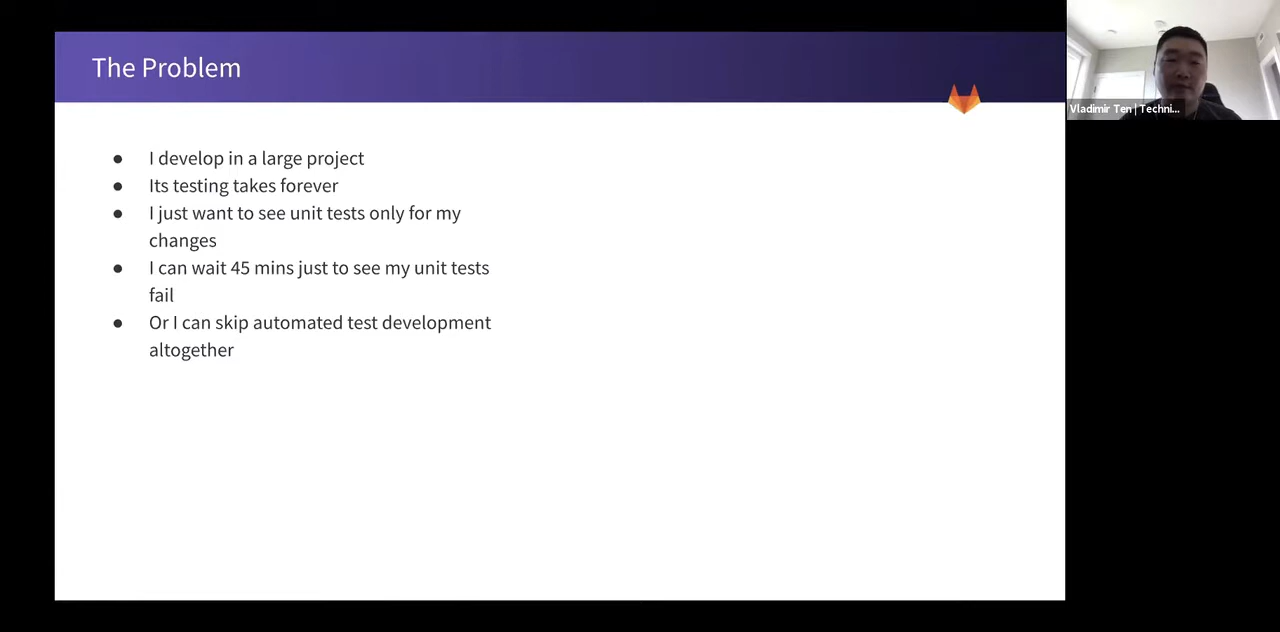 The Problem
● I develop in a large project
● Its testing takes forever
● I just want to see unit tests only for my
changes
● I can wait 45 mins just to see my unit tests
fail
● Or I can skip automated test development
altogether
Vladimir Ten | Techni...